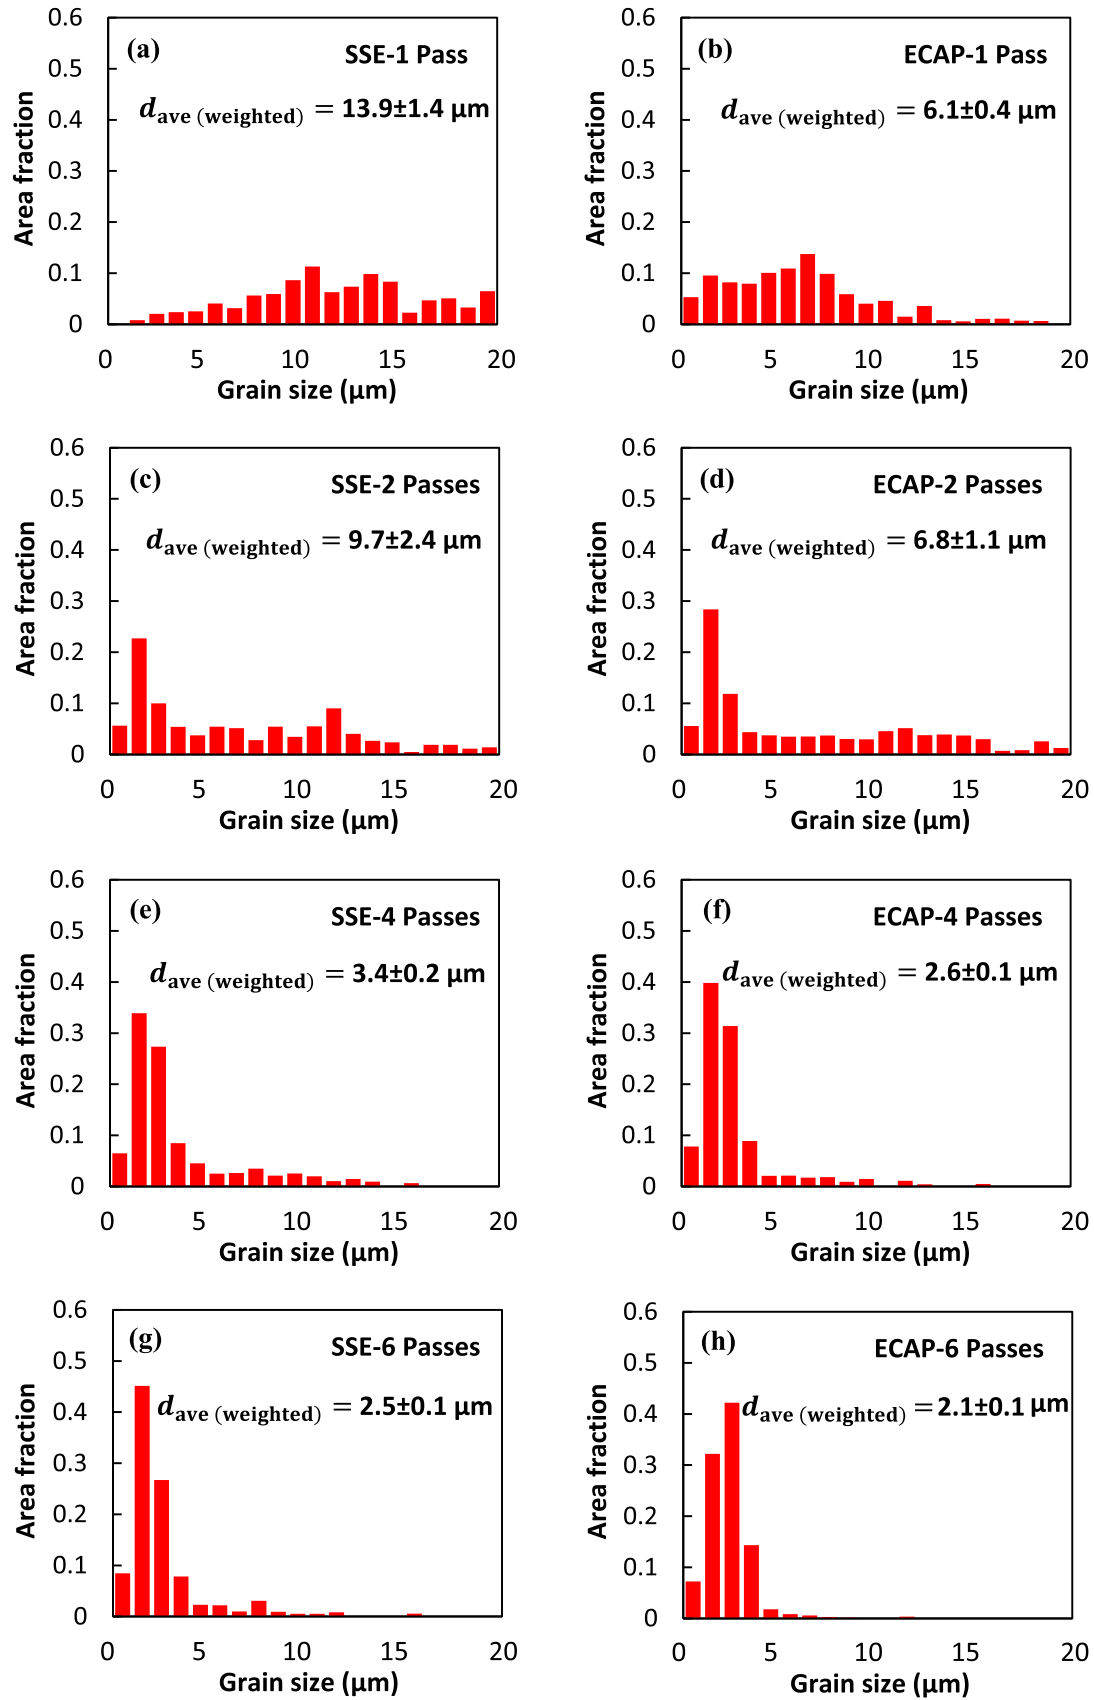 (a) SSE-1 Pass
d ave (weighted) = 13.9±1.4 µm
Area fraction
0.6
0.5
0.4
0.3
0.2
0.1
0
0 5 10 15 20
Grain size (µm)
(b) ECAP-1 Pass
d ave (weighted) = 6.1±0.4 µm
Area fraction
0.6
0.5
0.4
0.3
0.2
0.1
0
0 5 10 15 20
Grain size (µm)
(c) SSE-2 Passes
d ave (weighted) = 9.7±2.4 µm
Area fraction
0.6
0.5
0.4
0.3
0.2
0.1
0
0 5 10 15 20
Grain size (µm)
(d) ECAP-2 Passes
d ave (weighted) = 6.8±1.1 µm
Area fraction
0.6
0.5
0.4
0.3
0.2
0.1
0
0 5 10 15 20
Grain size (µm)
(e) SSE-4 Passes
d ave (weighted) = 3.4±0.2 µm
Area fraction
0.6
0.5
0.4
0.3
0.2
0.1
0
0 5 10 15 20
Grain size (µm)
(f) ECAP-4 Passes
d ave (weighted) = 2.6±0.1 µm
Area fraction
0.6
0.5
0.4
0.3
0.2
0.1
0
0 5 10 15 20
Grain size (µm)
(g) SSE-6 Passes
d ave (weighted) = 2.5±0.1 µm
Area fraction
0.6
0.5
0.4
0.3
0.2
0.1
0
0 5 10 15 20
Grain size (µm)
(h) ECAP-6 Passes
d ave (weighted) = 2.1±0.1 µm
Area fraction
0.6
0.5
0.4
0.3
0.2
0.1
0
0 5 10 15 20
Grain size (µm)